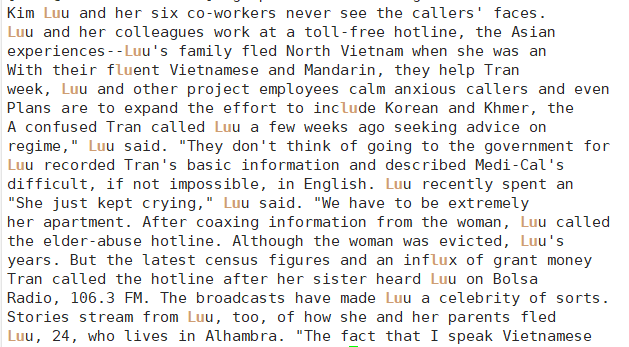 Kim Luu and her six co-workers never see the callers' faces.
Luu and her colleagues work at a toll-free hotline, the Asian
experiences--Luu's family fled North Vietnam when she was an
With their fluent Vietnamese and Mandarin, they help Tran
week, Luu and other project employees calm anxious callers and even
Plans are to expand the effort to include Korean and Khmer, the
A confused Tran called Luu a few weeks ago seeking advice on
regime," Luu said. "They don't think of going to the government for
Luu recorded Tran's basic information and described Medi-Cal's
difficult, if not impossible, in English. Luu recently spent an
"She just kept crying," Luu said. "We have to be extremely
her apartment. After coaxing information from the woman, Luu called
the elder-abuse hotline. Although the woman was evicted, Luu's
years. But the latest census figures and an influx of grant money
Tran called the hotline after her sister heard Luu on Bolsa
Radio, 106.3 FM. The broadcasts have made Luu a celebrity of sorts.
Stories stream from Luu, too, of how she and her parents fled
Luu, 24, who lives in Alhambra. "The fact that I speak Vietnamese